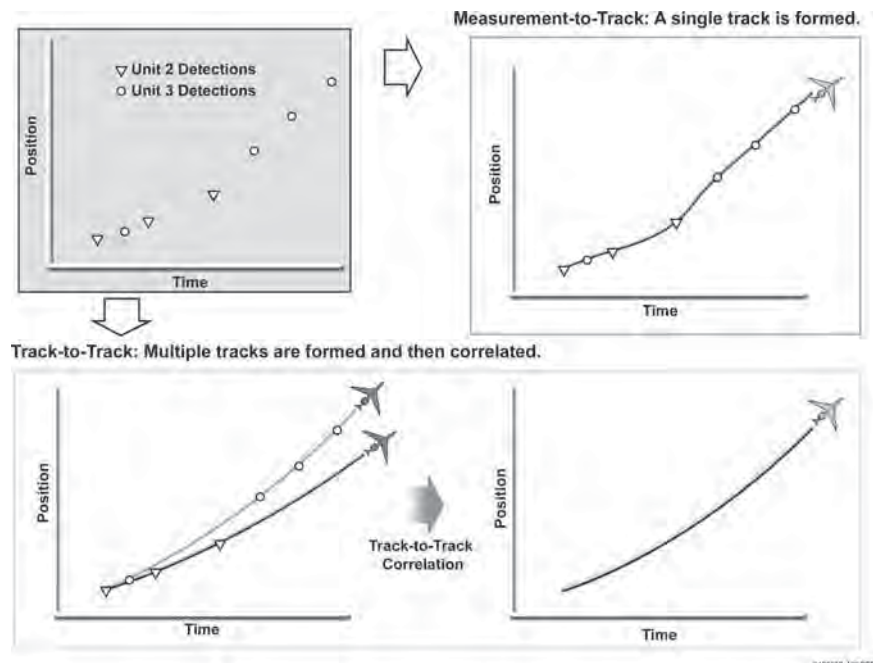 Measurement-to-Track: A single track is formed.
Unit 2 Detections
Unit 3 Detections
Position
Time
Position
Time
Track-to-Track: Multiple tracks are formed and then correlated.
Position
Time
Track-to-Track
Correlation
Position
Time